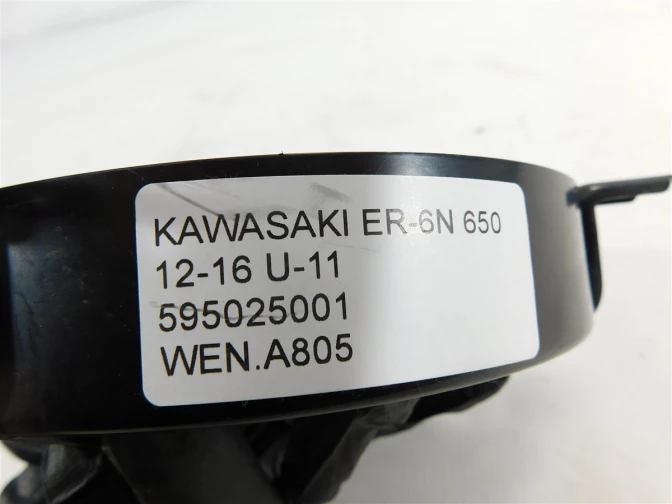 KAWASAKI ER-6N 650
12-16 U-11
595025001
WEN.A805